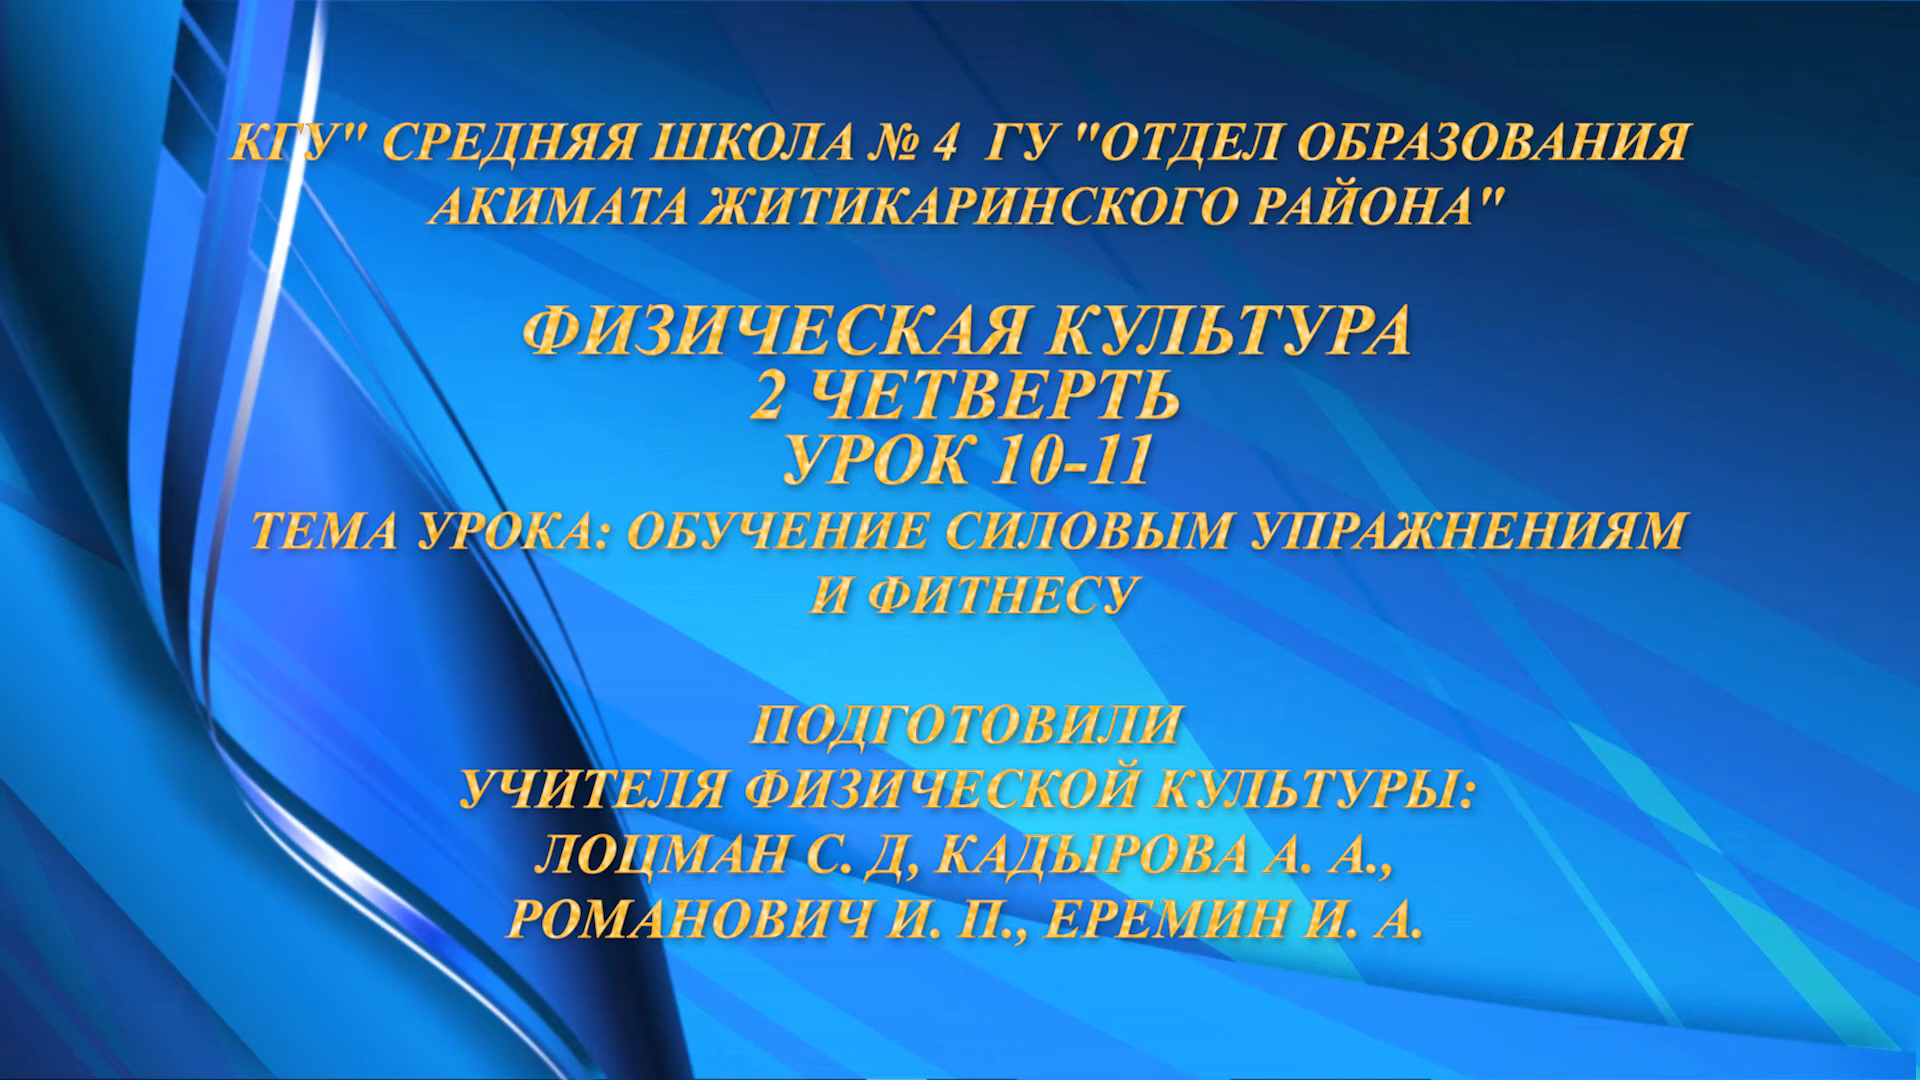 КГУ" СРЕДНЯЯ ШКОЛА № 4 ГУ "ОТДЕЛ ОБРАЗОВАНИЯ
АКИМАТА ЖИТИКАРИНСКОГО РАЙОНА"
ФИЗИЧЕСКАЯ КУЛЬТУРА
2 ЧЕТВЕРТЬ
УРОК 10-11
ТЕМА УРОКА: ОБУЧЕНИЕ СИЛОВЫМ УПРАЖНЕНИЯМ
И ФИТНЕСУ
ПОДГОТОВИЛИ
УЧИТЕЛЯ ФИЗИЧЕСКОЙ КУЛЬТУРЫ:
ЛОЦМАН С. Д, КАДЫРОВА А. А.,
РОМАНОВИЧ И. П., ЕРЕМИН И. А.